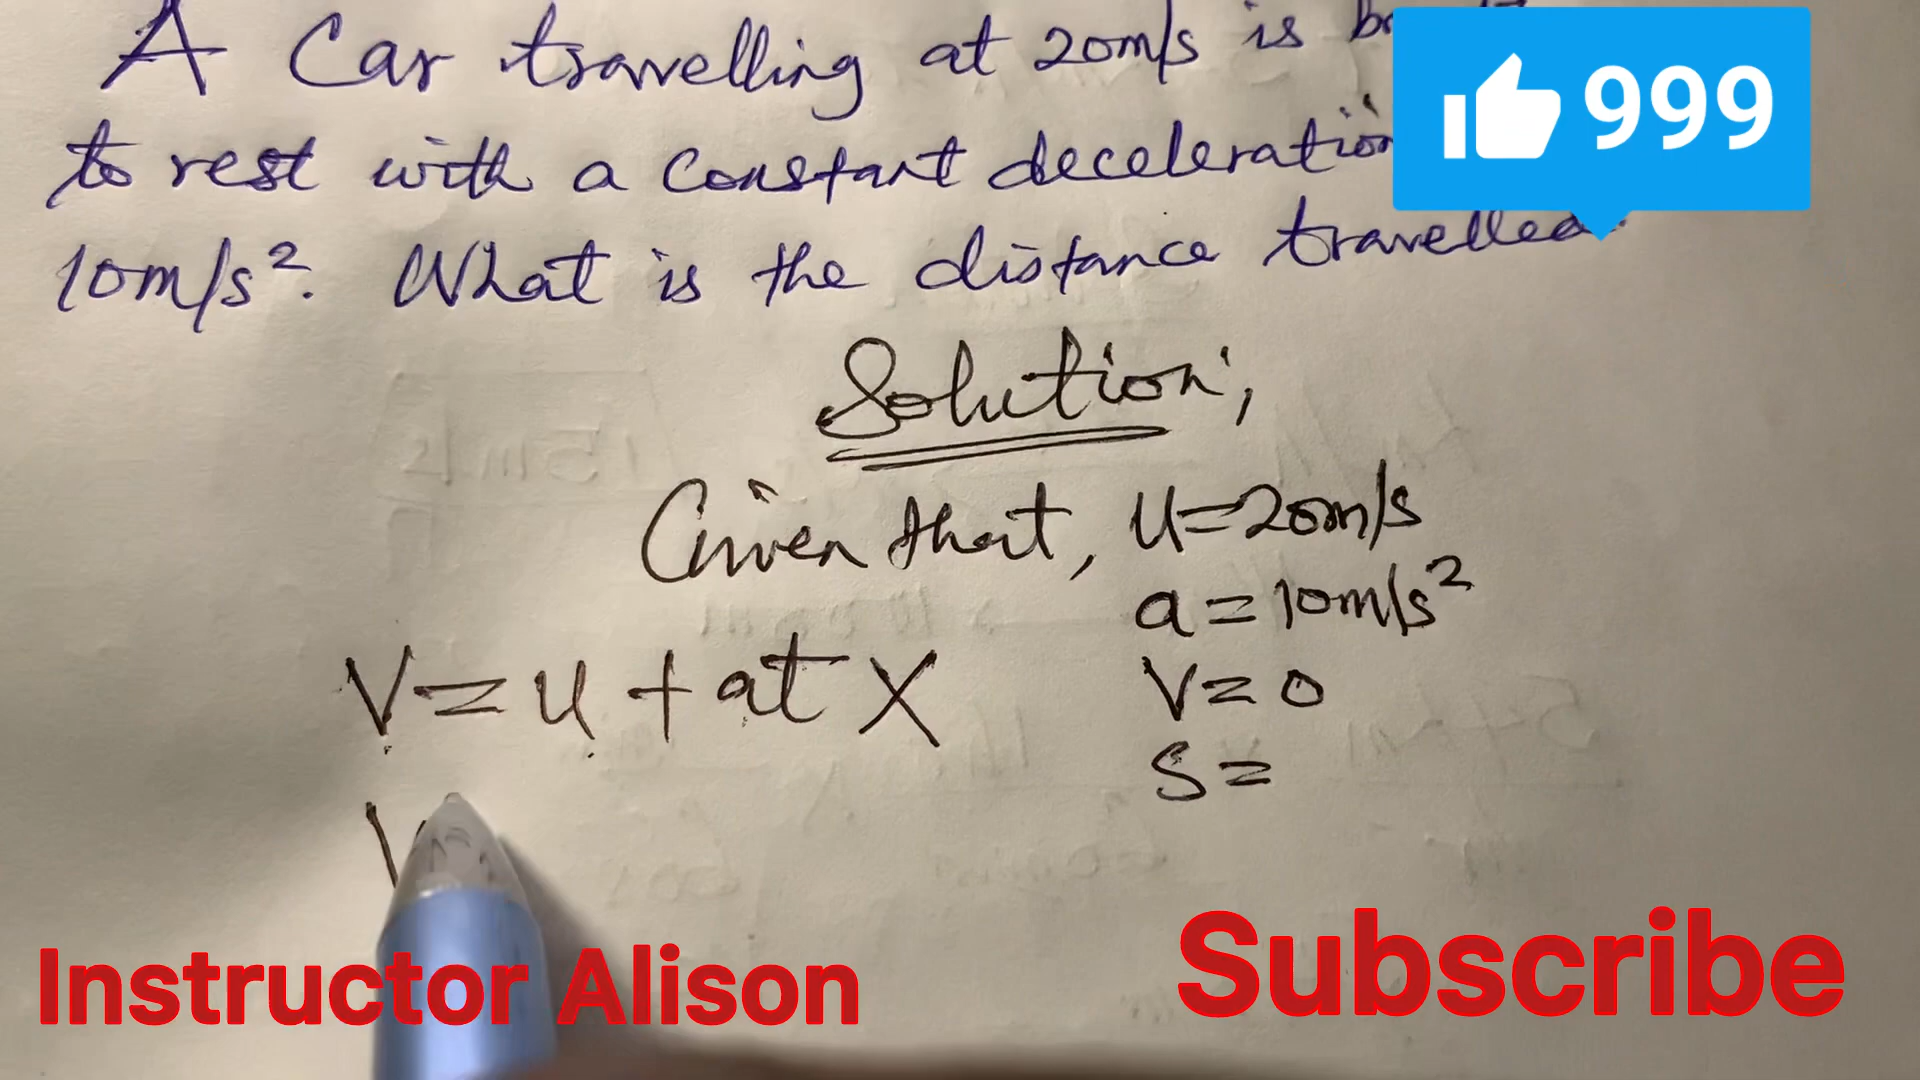 A Car travelling at 20m/s is
999
to rest with a constant deceleration
10m/s². What is the distance travelled
Solution;
Given that, u=20m/s
a=10m/s²
V=u+at X
V=0
S=
V
Instructor Alison
Subscribe